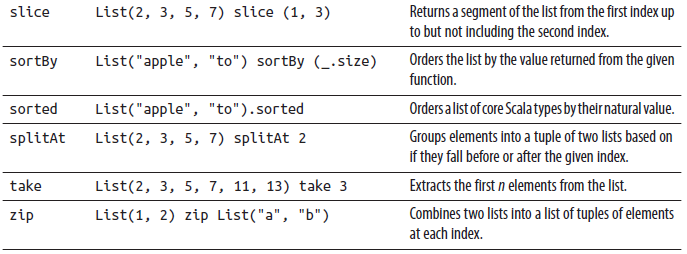 slice List(2, 3, 5, 7) slice (1, 3) Returns a segment of the list from the first index up
to but not including the second index.
sortBy List("apple", "to") sortBy (_.size) Orders the list by the value returned from the given
function.
sorted List("apple", "to").sorted Orders a list of core Scala types by their natural value.
splitAt List(2, 3, 5, 7) splitAt 2 Groups elements into a tuple of two lists based on
if they fall before or after the given index.
take List(2, 3, 5, 7, 11, 13) take 3 Extracts the first n elements from the list.
zip List(1, 2) zip List("a", "b") Combines two lists into a list of tuples of elements
at each index.